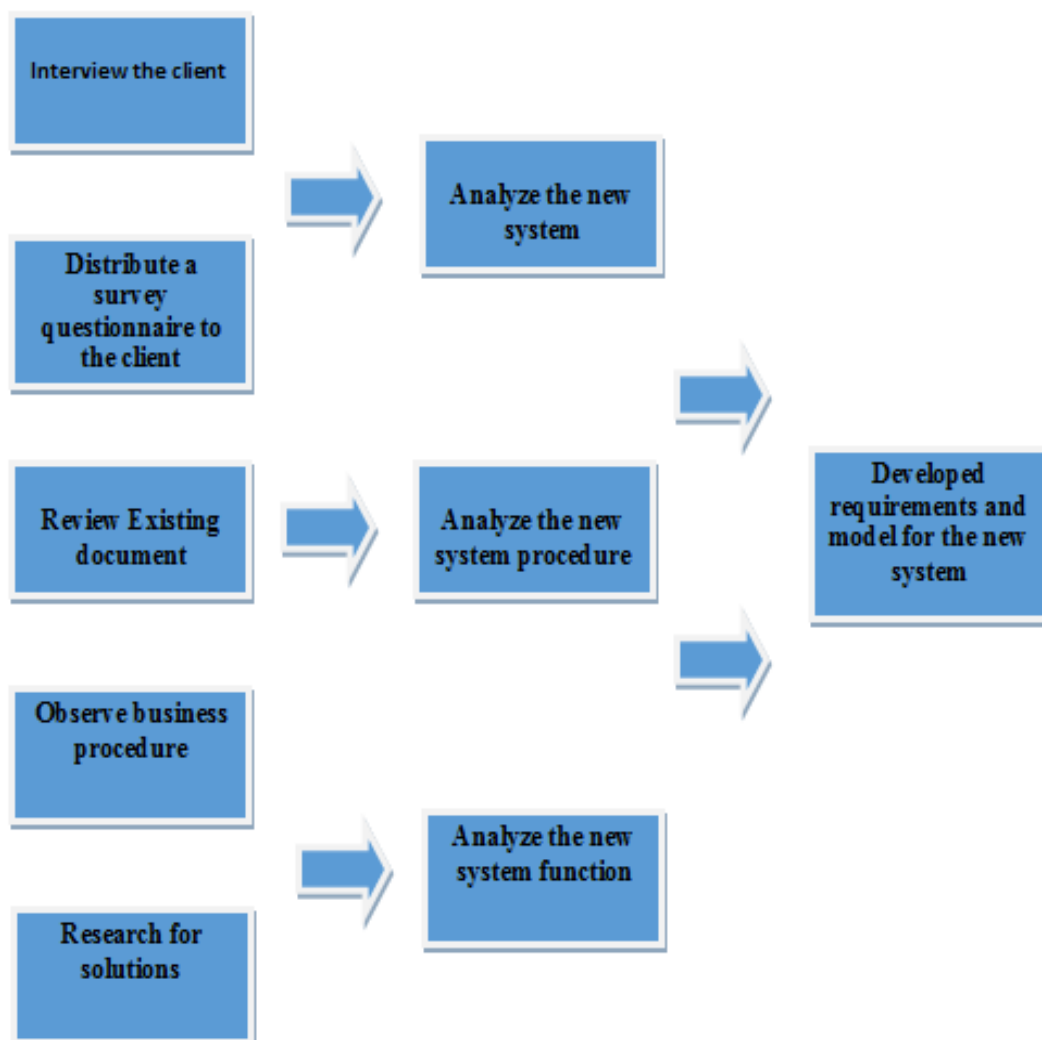 Interview the client
Distribute a
survey
questionnaire to
the client
Review Existing
document
Observe business
procedure
Research for
solutions
Analyze the new
system
Analyze the new
system procedure
Analyze the new
system function
Developed
requirements and
model for the new
system